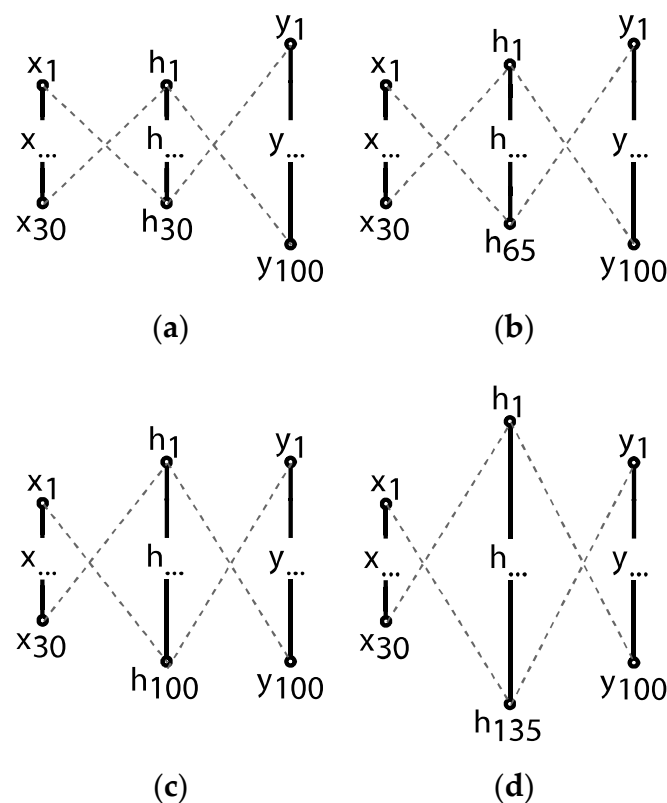 x1 h1 y1
x... h... y...
x30 h30 y100
(a)
x1 h1 y1
x... h... y...
x30 h65 y100
(b)
x1 h1 y1
x... h... y...
x30 h100 y100
(c)
x1 h1 y1
x... h... y...
x30 h135 y100
(d)